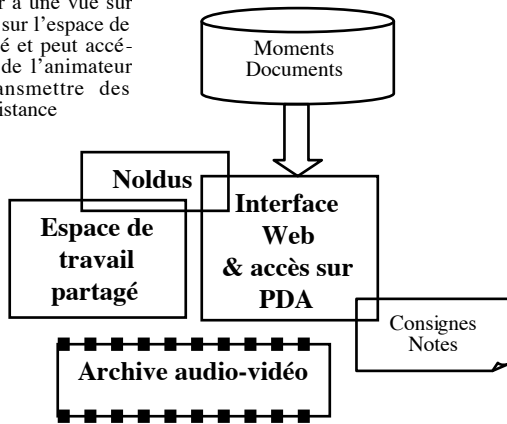 r a une vue sur
sur l’espace de
é et peut accé-
de l’animateur
ansmettre des
istance
Moments
Documents
Noldus
Interface
Web
& accès sur
PDA
Espace de
travail
partagé
Consignes
Notes
Archive audio-vidéo